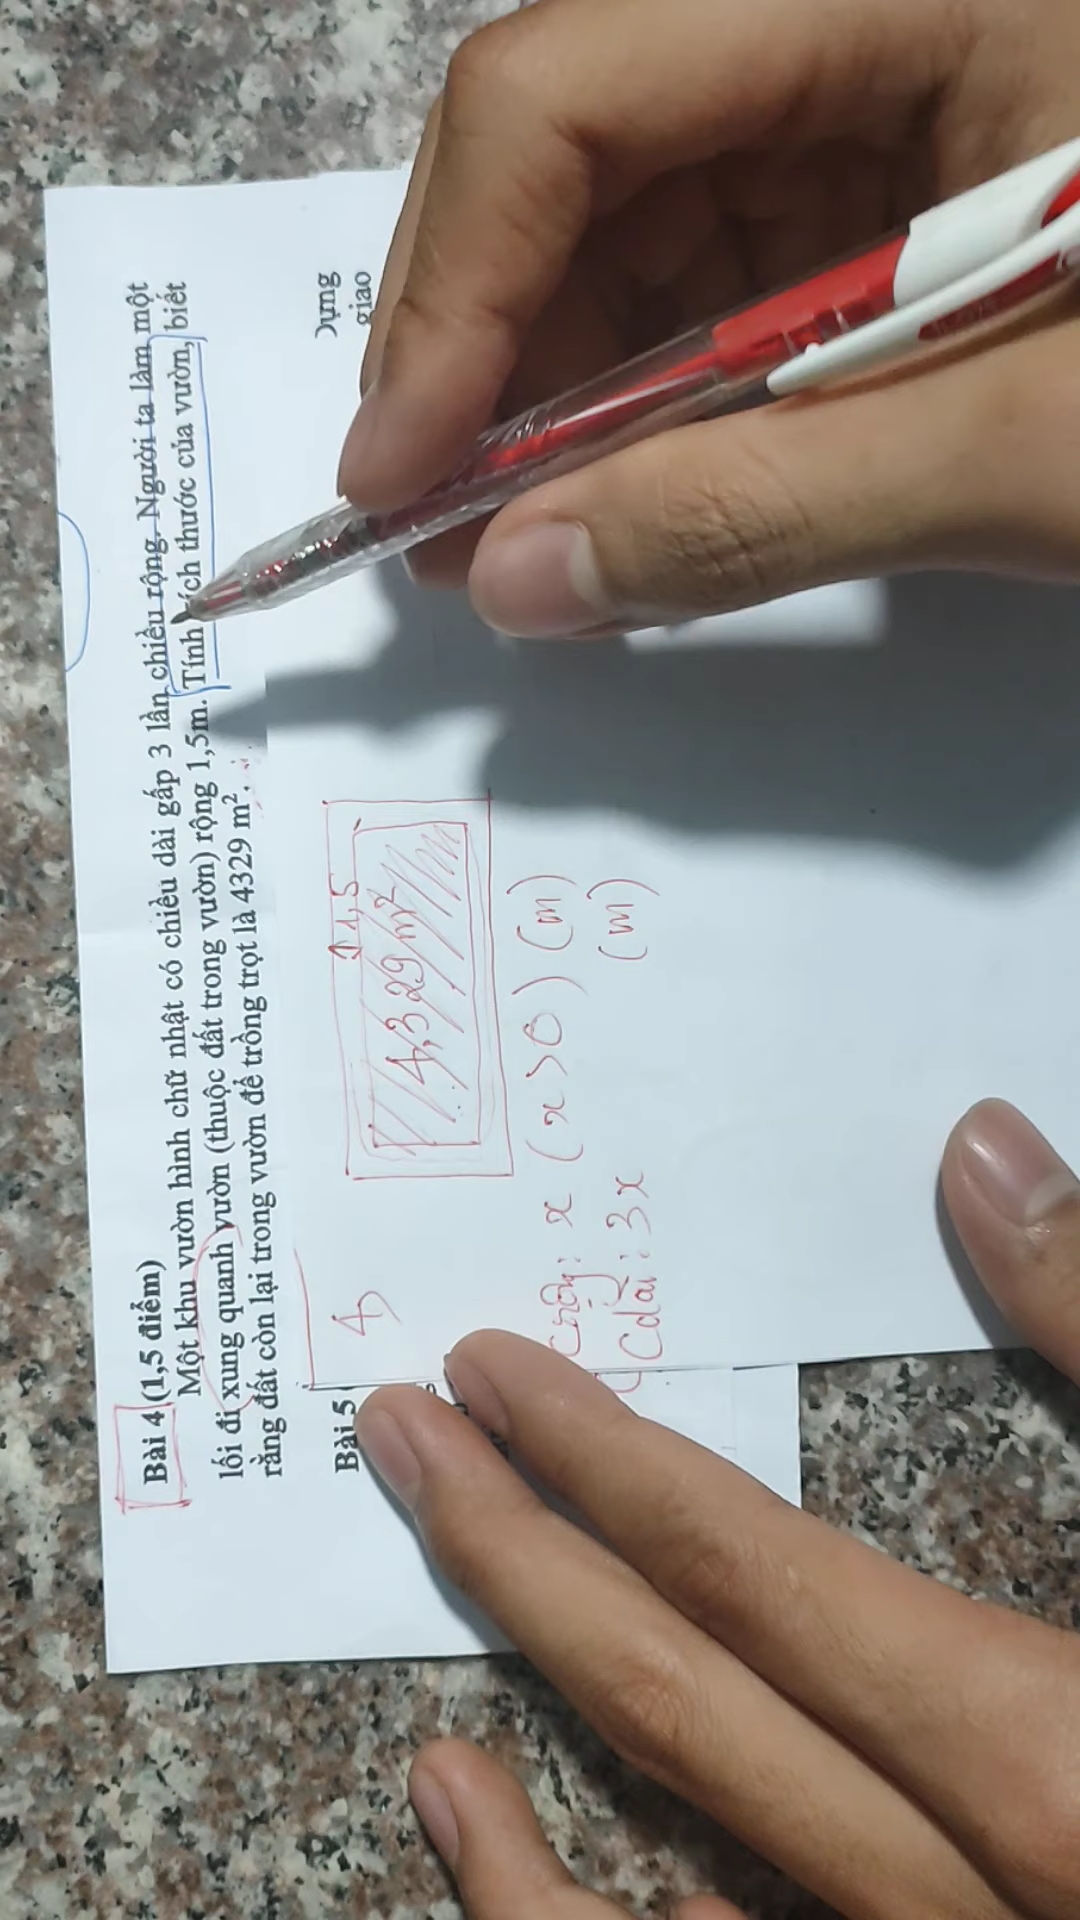 Bài 4 (1,5 điểm)
Một khu vườn hình chữ nhật có chiều dài gấp 3 lần chiều rộng. Người ta làm một
lối đi xung quanh vườn (thuộc đất trong vườn) rộng 1,5m. Tính ích thước của vườn, biết
rằng đất còn lại trong vườn để trồng trọt là 4329 m².
Bài 5
Dựng
giao
4
1,5
4329 m²
Crộng: x (x>0) (m)
Cdài: 3x (m)